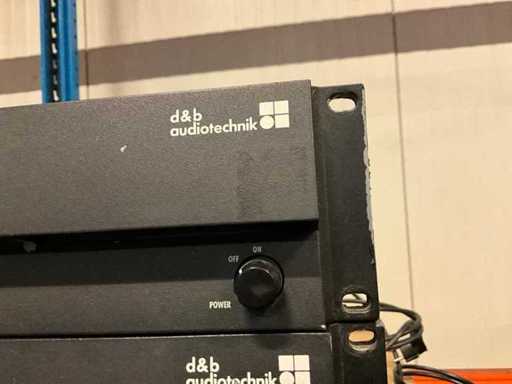 d&b
audiotechnik
ON
OFF
POWER
d&b
audiotechnik